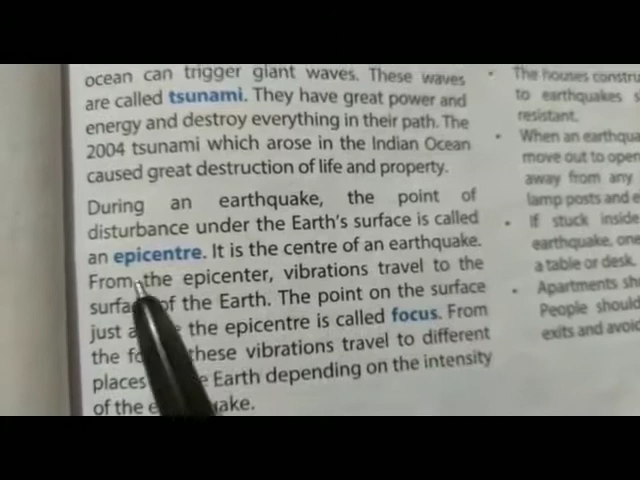 ocean can trigger giant waves. These waves
are called tsunami. They have great power and
energy and destroy everything in their path. The
2004 tsunami which arose in the Indian Ocean
caused great destruction of life and property.
During an earthquake, the point of
disturbance under the Earth's surface is called
an epicentre. It is the centre of an earthquake.
From the epicenter, vibrations travel to the
of the Earth. The point on the surface
just the epicentre is called focus. From
the these vibrations travel to different
places Earth depending on the intensity
of the
• The houses constru
to earthquakes s
resistant.
• When an earthqua
move out to open
away from any
lamp posts and e
• If stuck inside
earthquake, one
a table or desk.
• Apartments sh
People should
exits and avoid